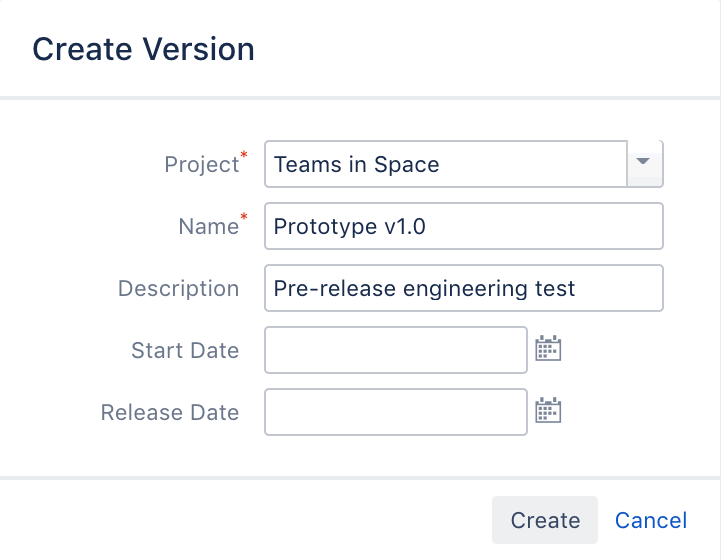 Create Version
Project* Teams in Space
Name* Prototype v1.0
Description Pre-release engineering test
Start Date
Release Date
Create Cancel